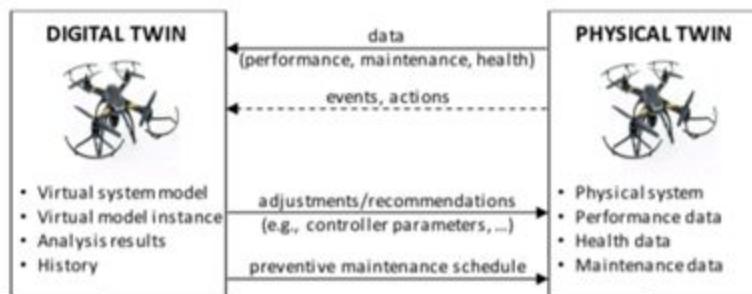 DIGITAL TWIN
• Virtual system model
• Virtual model instance
• Analysis results
• History
data
(performance, maintenance, health)
events, actions
adjustments/recommendations
(e.g., controller parameters, ...)
preventive maintenance schedule
PHYSICAL TWIN
• Physical system
• Performance data
• Health data
• Maintenance data